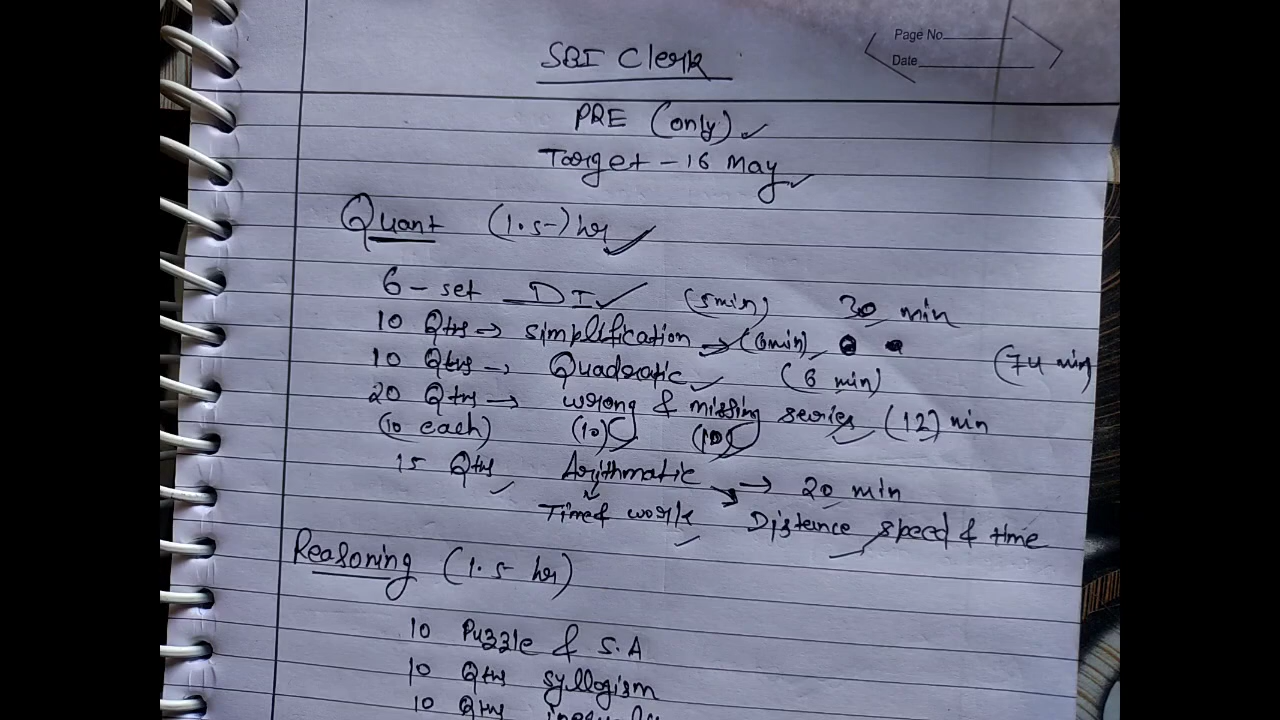 Page No.
Date
SBI Clerk
PRE (only)
Target - 16 May
Quant (1.5) hr
6 - set DI (5min) 30 min
10 Qtns → simplification → (6min)
(74 min)
10 Qtns → Quadratic (6 min)
20 Qtns → wrong & missing series (12) min
(10 each) (10) (10)
15 Qtns Arithmatic → 20 min
Time & work Distance speed & time
Reasoning (1.5 hr)
10 Puzzle & S.A
10 Qtns syllogism
10 Qtns